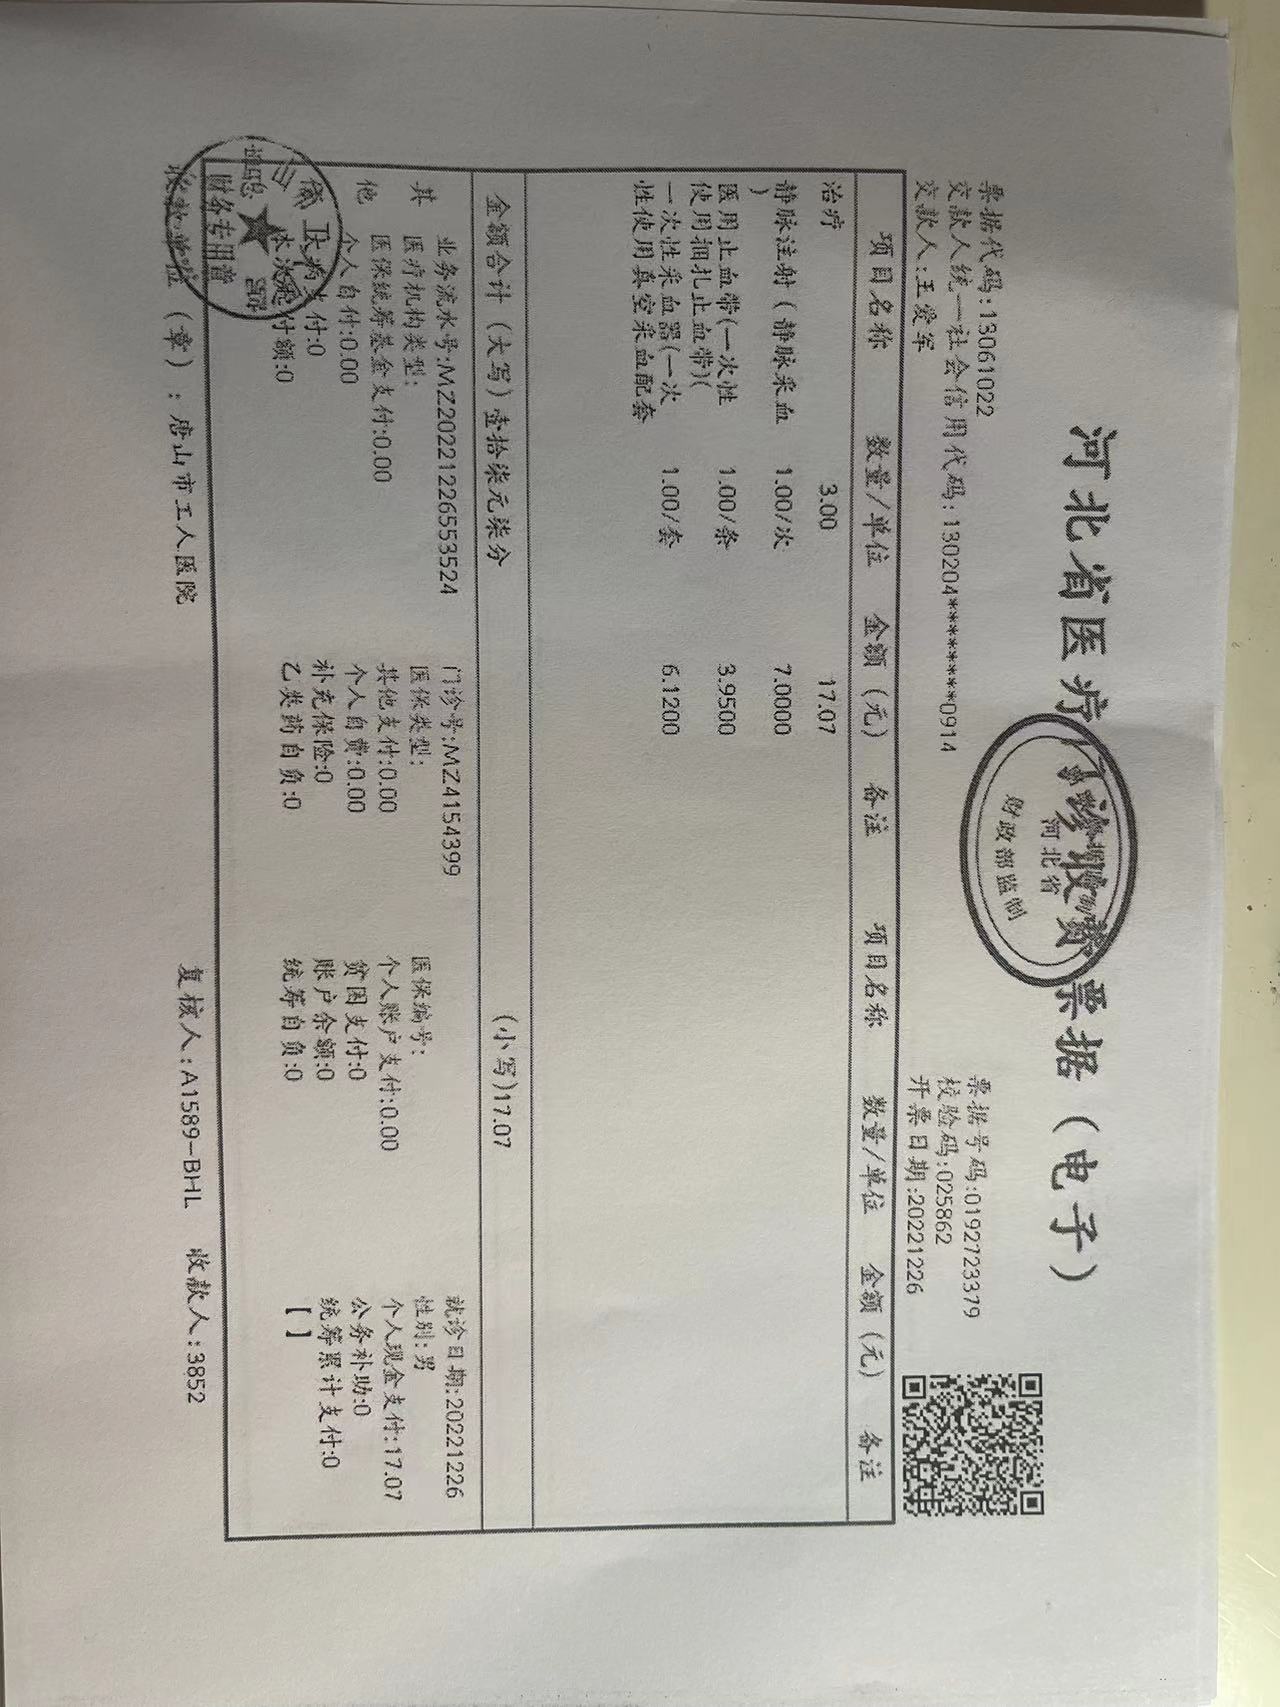 河北省医疗门诊收费票据（电子）
河北省
财政部监制
票据代码:13061022
票据号码:0192723379
交款人统一社会信用代码:130204********0914
校验码:025862
交款人:王爱军
开票日期:20221226
项目名称 数量/单位 金额（元） 备注 项目名称 数量/单位 金额（元） 备注
治疗 3.00 17.07
静脉注射（静脉采血 1.00/次 7.0000
）
医用止血带(一次性 1.00/条 3.9500
使用捆扎止血带)(
一次性采血器(一次 1.00/套 6.1200
性使用真空采血配套
金额合计（大写）壹拾柒元柒分 (小写)17.07
其他信息
业务流水号:MZ20221226553524 门诊号:MZ4154399 就诊日期:20221226
医疗机构类型: 医保类型: 医保编号: 性别:男
医保统筹基金支付:0.00 其他支付:0.00 个人账户支付:0.00 个人现金支付:17.07
个人自付:0.00 个人自费:0.00 贫困支付:0 公务补助:0
大病支付:0 补充保险:0 账户余额:0 统筹累计支付:0
本次起付额:0 乙类药自负:0 统筹自负:0 【】
财务专用章
收款单位（章）:唐山市工人医院 复核人:A1589-BHL 收款人:3852